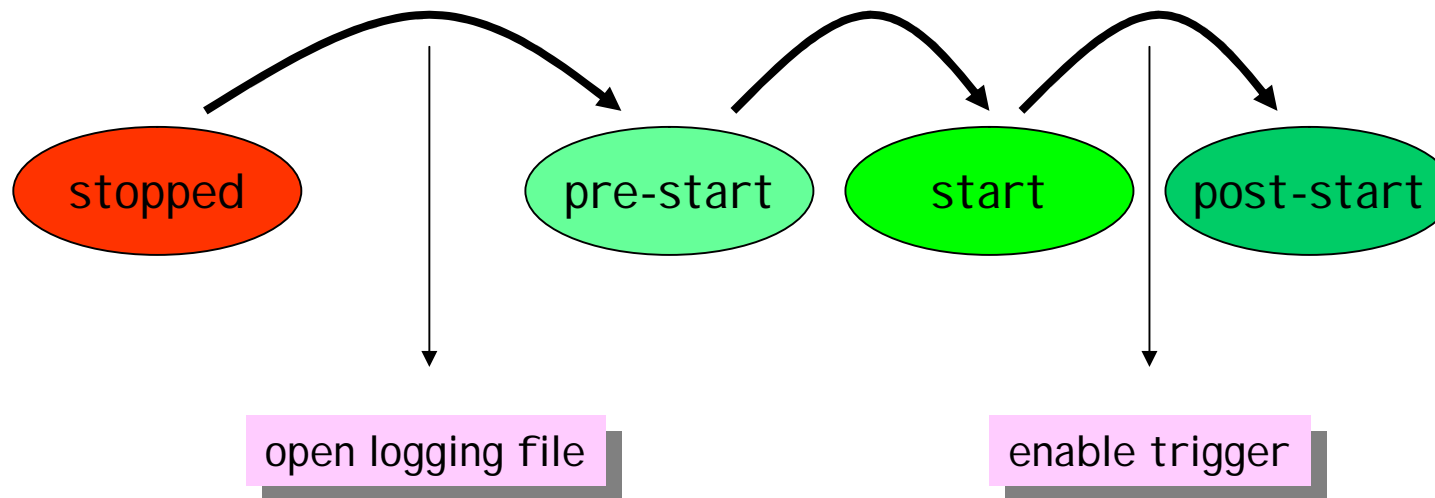 stopped
pre-start
start
post-start
open logging file
enable trigger